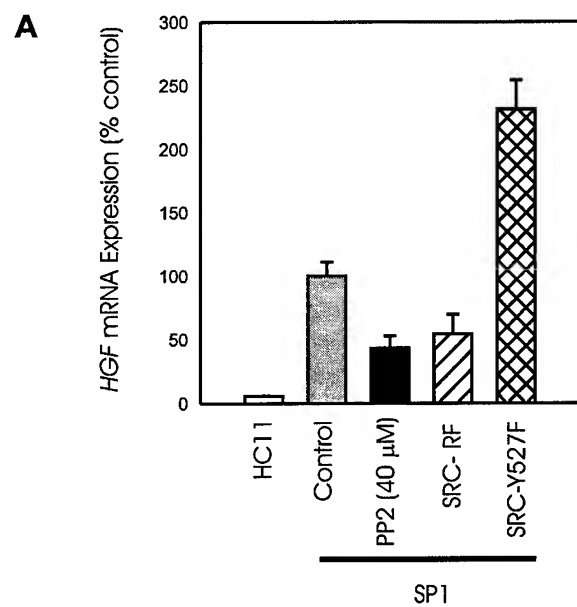 A
HGF mRNA Expression (% control)
300
250
200
150
100
50
0
HC11
Control
PP2 (40 µM)
SRC- RF
SRC-Y527F
SP1